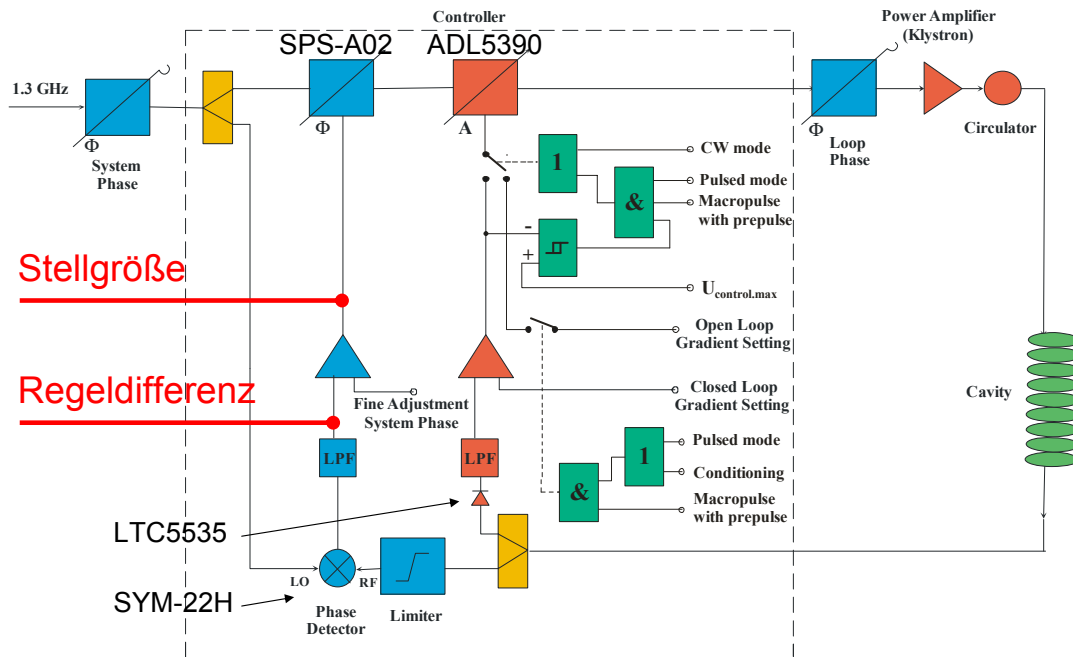 Controller
Power Amplifier
(Klystron)
SPS-A02
ADL5390
1.3 GHz
Φ
System
Phase
Φ
A
Φ
Loop
Phase
Circulator
1
CW mode
&
Pulsed mode
Macropulse
with prepulse
-
+
Ucontrol.max
Stellgröße
Open Loop
Gradient Setting
Regeldifferenz
Fine Adjustment
System Phase
Closed Loop
Gradient Setting
Cavity
LPF
LPF
1
Pulsed mode
Conditioning
&
Macropulse
with prepulse
LTC5535
SYM-22H
LO
RF
Phase
Detector
Limiter